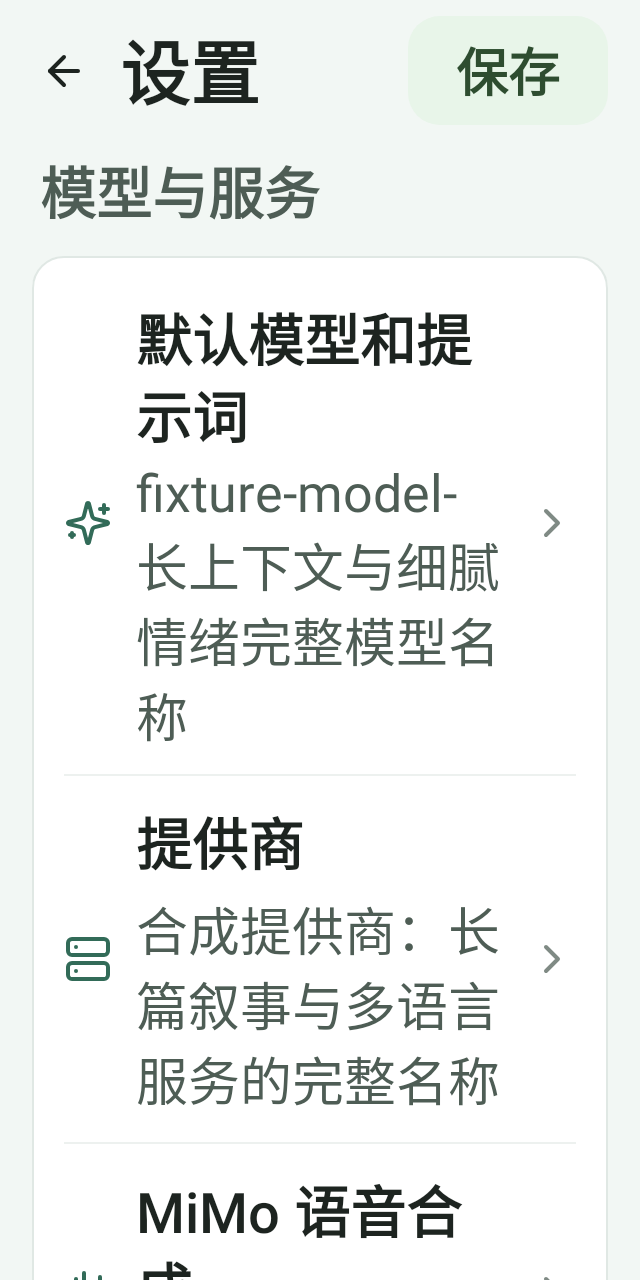 设置
保存
模型与服务
默认模型和提
示词
fixture-model-
长上下文与细腻
情绪完整模型名
称
提供商
合成提供商：长
篇叙事与多语言
服务的完整名称
MiMo 语音合
成